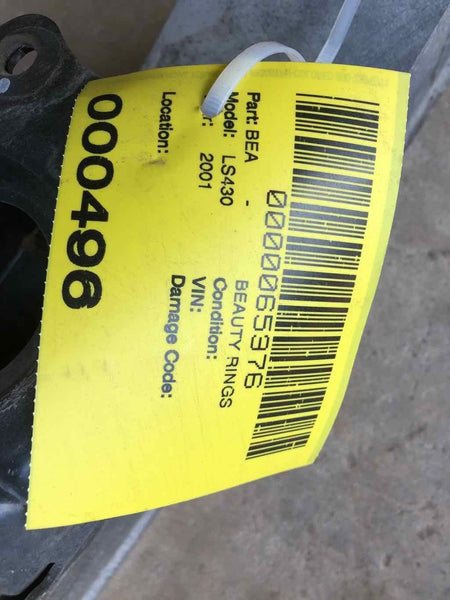 0000065376
Part: BEA - BEAUTY RINGS
Model: LS430 Condition:
2001 VIN:
Location: Damage Code:
000496